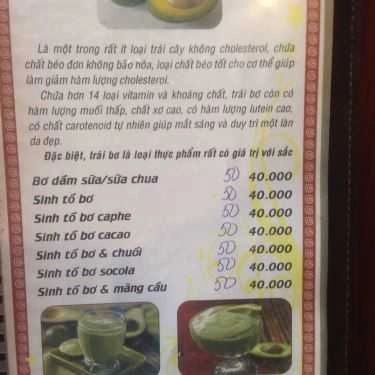 Là một trong rất ít loại trái cây không cholesterol, chứa
chất béo đơn không bão hòa, loại chất béo tốt cho cơ thể giúp
làm giảm hàm lượng cholesterol.
Chứa hơn 14 loại vitamin và khoáng chất, trái bơ còn có
hàm lượng muối thấp, chất xơ cao, có hàm lượng lutein cao,
có chất carotenoid tự nhiên giúp mắt sáng và duy trì một làn
da đẹp.
Đặc biệt, trái bơ là loại thực phẩm rất có giá trị với sắc
Bơ dầm sữa/sữa chua 50 40.000
Sinh tố bơ 50 40.000
Sinh tố bơ caphe 50 40.000
Sinh tố bơ cacao 50 40.000
Sinh tố bơ & chuối 50 40.000
Sinh tố bơ socola 50 40.000
Sinh tố bơ & mãng cầu 50 40.000